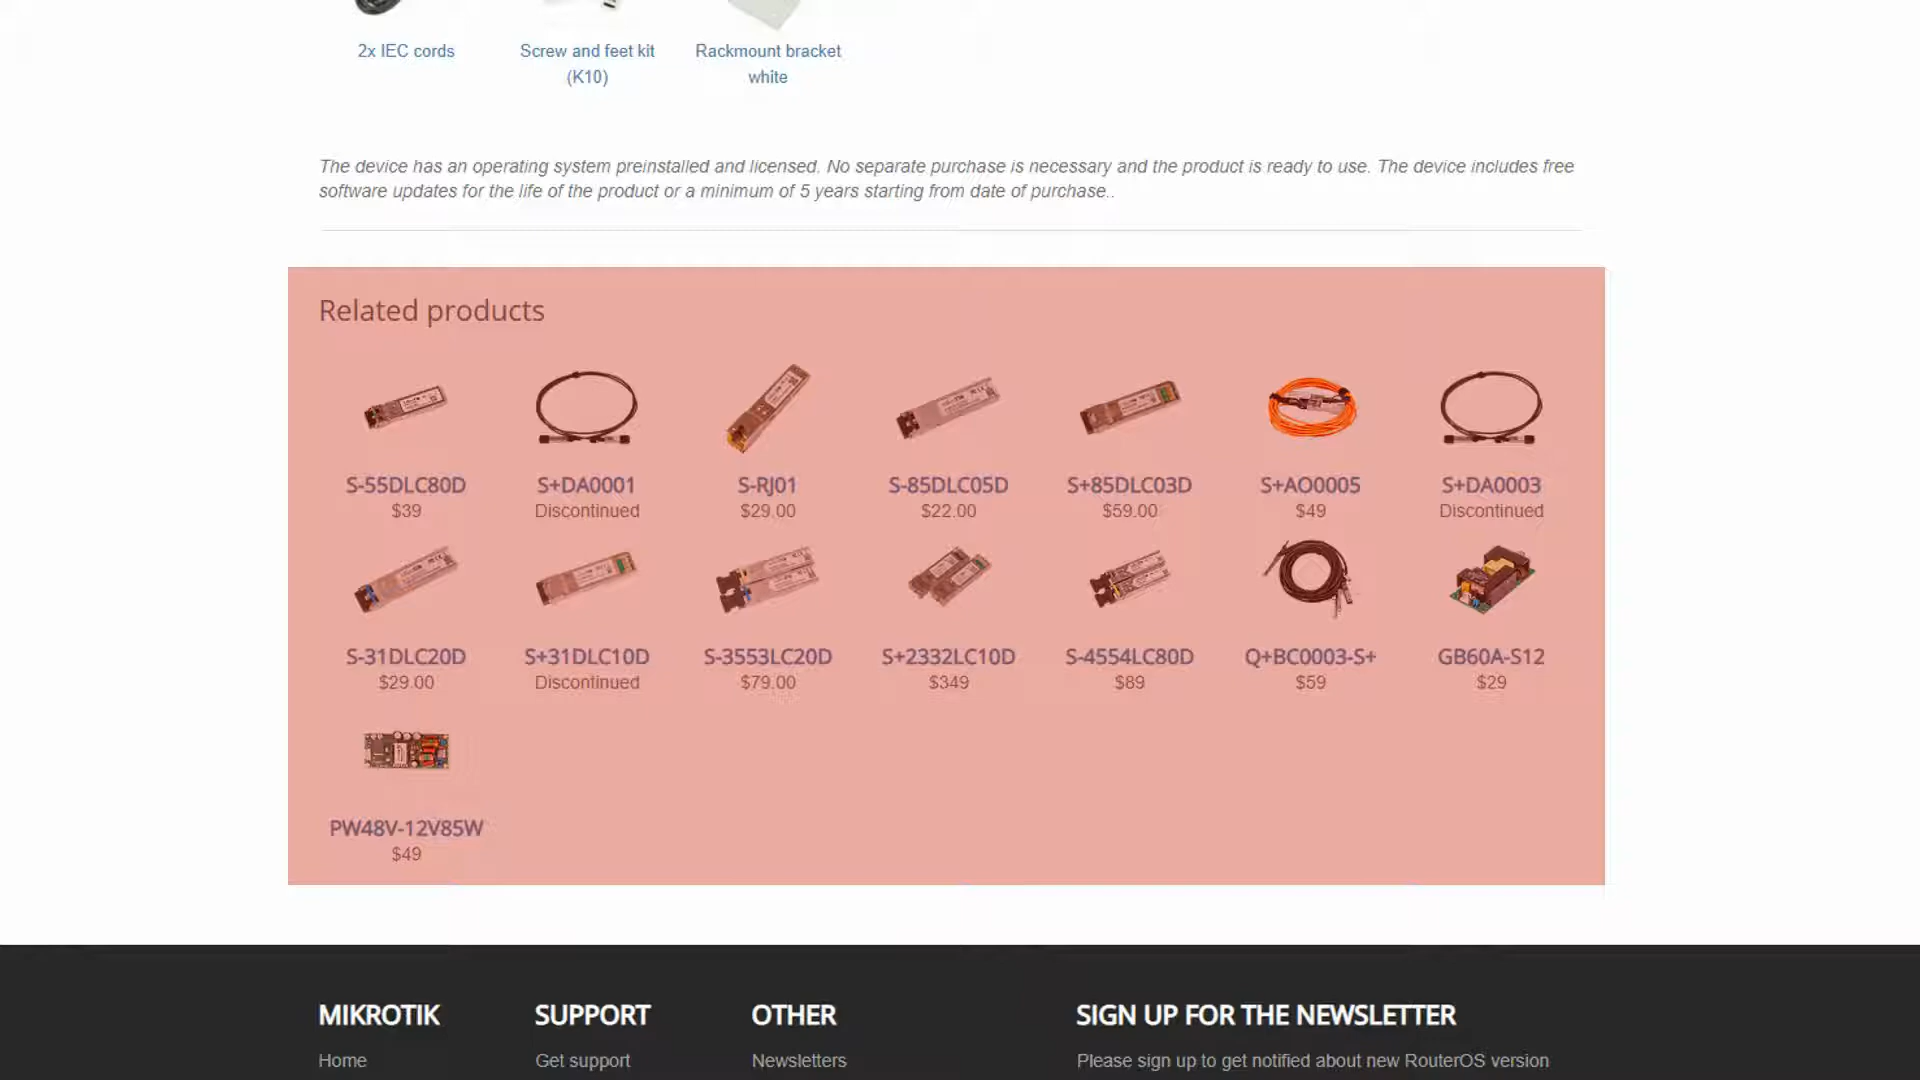 2x IEC cords
Screw and feet kit
(K10)
Rackmount bracket
white
The device has an operating system preinstalled and licensed. No separate purchase is necessary and the product is ready to use. The device includes free
software updates for the life of the product or a minimum of 5 years starting from date of purchase..
Related products
S-55DLC80D
$39
S+DA0001
Discontinued
S-RJ01
$29.00
S-85DLC05D
$22.00
S+85DLC03D
$59.00
S+AO0005
$49
S+DA0003
Discontinued
S-31DLC20D
$29.00
S+31DLC10D
Discontinued
S-3553LC20D
$79.00
S+2332LC10D
$349
S-4554LC80D
$89
Q+BC0003-S+
$59
GB60A-S12
$29
PW48V-12V85W
$49
MIKROTIK
Home
SUPPORT
Get support
OTHER
Newsletters
SIGN UP FOR THE NEWSLETTER
Please sign up to get notified about new RouterOS version